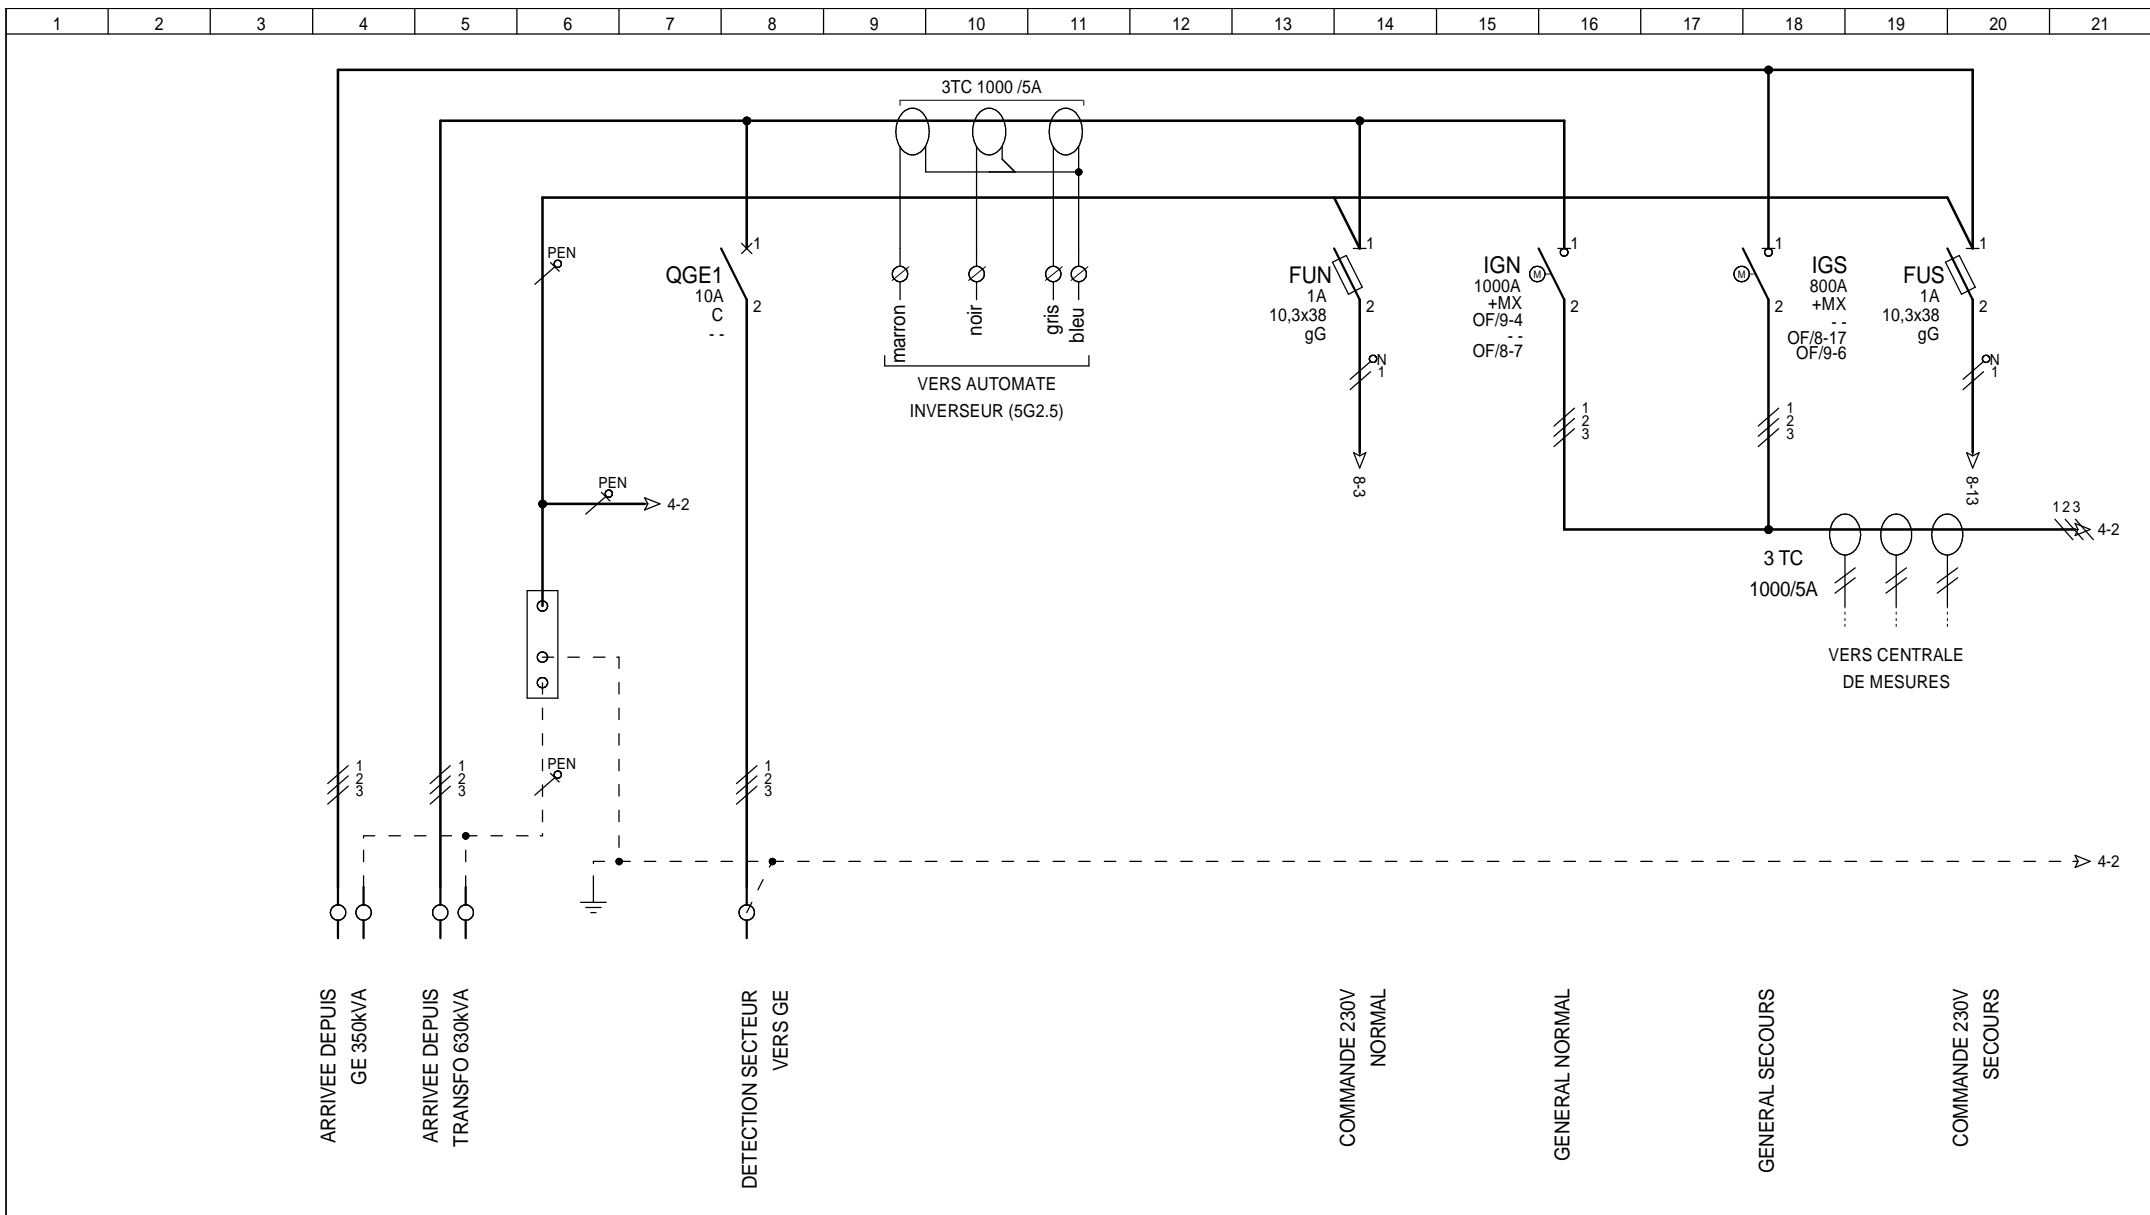 1 2 3 4 5 6 7 8 9 10 11 12 13 14 15 16 17 18 19 20 21
3TC 1000 /5A
PEN
QGE1
10A
C
- -
1
2
marron
noir
gris
bleu
VERS AUTOMATE
INVERSEUR (5G2.5)
FUN
1A
10,3x38
gG
1
2
N
1
8-3
IGN
1000A
+MX
OF/9-4
- -
OF/8-7
M
1
2
1
2
3
M
1
2
IGS
800A
+MX
- -
OF/8-17
OF/9-6
1
2
3
FUS
1A
10,3x38
gG
1
2
N
1
8-13
PEN
4-2
1 2 3
4-2
3 TC
1000/5A
VERS CENTRALE
DE MESURES
1
2
3
1
2
3
PEN
1
2
3
4-2
ARRIVEE DEPUIS
GE 350kVA
ARRIVEE DEPUIS
TRANSFO 630kVA
DETECTION SECTEUR
VERS GE
COMMANDE 230V
NORMAL
GENERAL NORMAL
GENERAL SECOURS
COMMANDE 230V
SECOURS